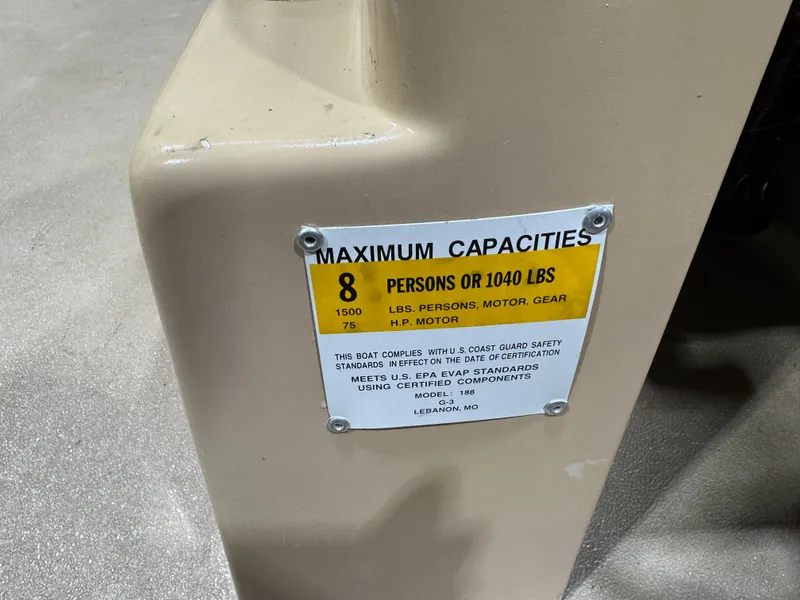 MAXIMUM CAPACITIES
8 PERSONS OR 1040 LBS
1500 LBS. PERSONS, MOTOR, GEAR
75 H.P. MOTOR
THIS BOAT COMPLIES WITH U.S. COAST GUARD SAFETY
STANDARDS IN EFFECT ON THE DATE OF CERTIFICATION
MEETS U.S. EPA EVAP STANDARDS
USING CERTIFIED COMPONENTS
MODEL: 188
G-3
LEBANON, MO